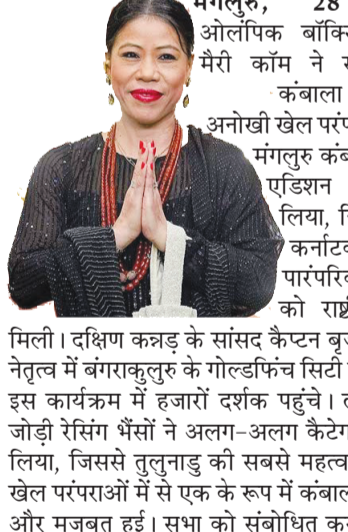 मंगलुरु, 28
ओलंपिक बॉक्सि
मैरी कॉम ने
कंबाला
अनोखी खेल परंप
मंगलुरु कंब
एडिशन
लिया,
कर्नाटक
पारंपरि
को राष्ट्र
मिली। दक्षिण कन्नड़ के सांसद कैप्टन बृ
नेतृत्व में बंगराकुलुरु के गोल्डफिंच सिटी
इस कार्यक्रम में हजारों दर्शक पहुंचे।
जोड़ी रेसिंग भैंसों ने अलग-अलग कैटेग
लिया, जिससे तुलुनाडु की सबसे महत्व
खेल परंपराओं में से एक के रूप में कंबाल
और मजबूत हुई। सभा को संबोधित क